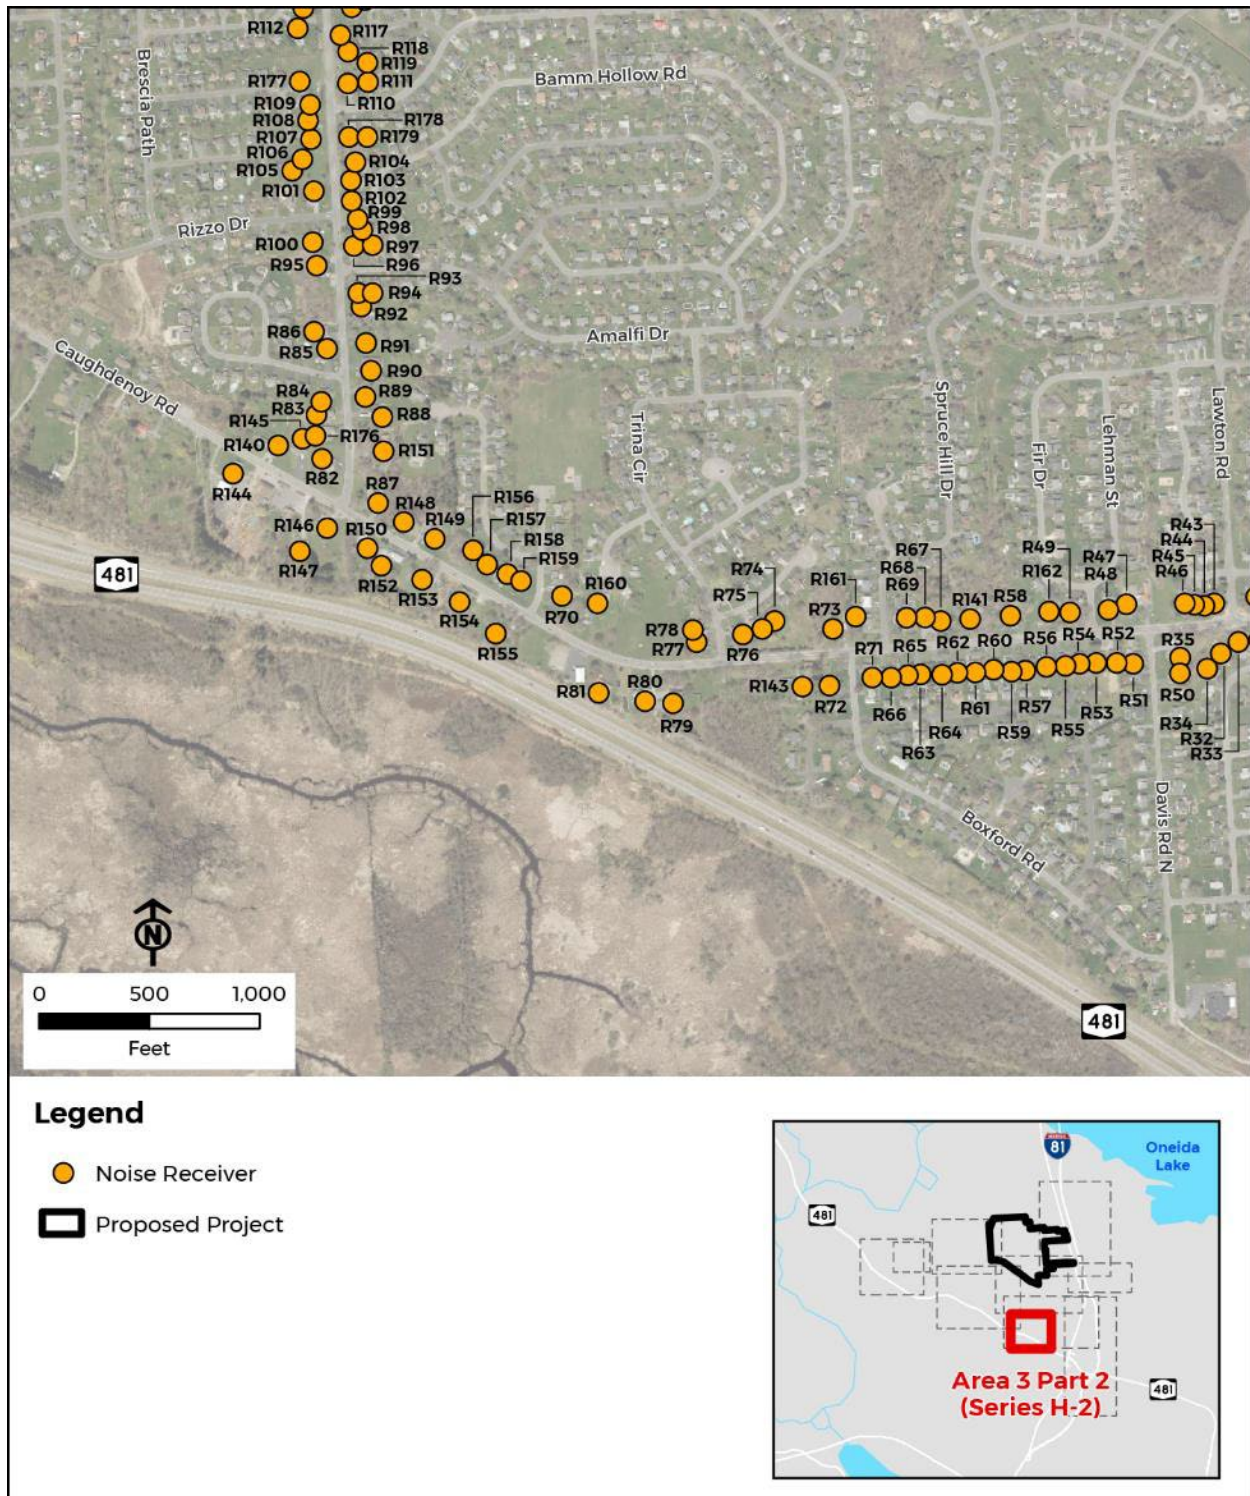 R112
R117
R118
R119
Brescia Path
Bamm Hollow Rd
R177
R111
R109
R110
R108
R178
R107
R179
R106
R104
R105
R103
R101
R102
R99
Rizzo Dr
R98
R100
R97
R95
R96
R93
R94
R92
R86
Amalfi Dr
R91
R85
Caughdenoy Rd
R90
R84
R89
R83
R88
Trina Cir
Spruce Hill Dr
Fir Dr
Lehman St
Lawton Rd
R145
R176
R140
R151
R82
R144
R87
R148
R156
R146
R149
R157
R150
R158
R159
R147
R152
R153
R160
R154
R70
R155
481
R74
R75
R161
R67
R68
R69
R49
R162
R47
R48
R43
R44
R45
R46
R141
R58
R73
R78
R77
R76
R71
R65
R62
R60
R56
R54
R52
R35
R81
R80
R143
R72
R79
R66
R61
R57
R53
R51
R50
R64
R59
R55
R63
R34
R32
R33
Davis Rd N
Boxford Rd
N
0 500 1,000
Feet
481
Legend
Noise Receiver
Proposed Project
81
Oneida
Lake
481
Area 3 Part 2
(Series H-2)
481